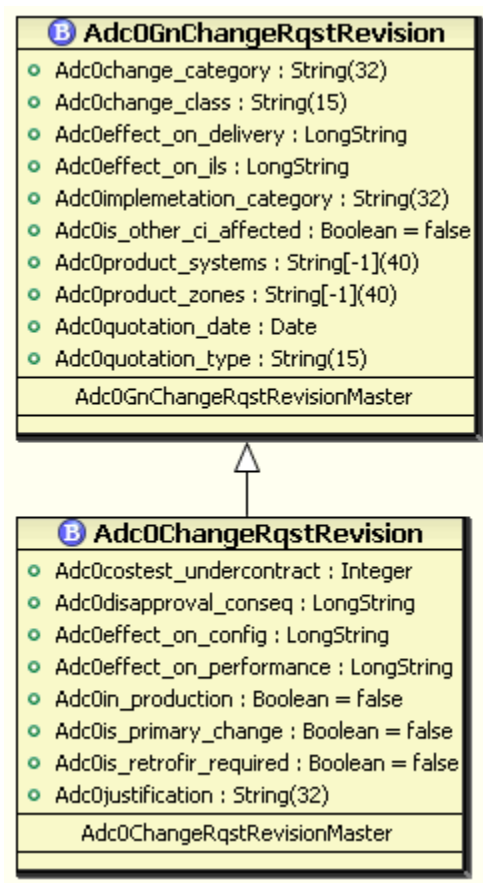 B Adc0GnChangeRqstRevision
Adc0change_category : String(32)
Adc0change_class : String(15)
Adc0effect_on_delivery : LongString
Adc0effect_on_ils : LongString
Adc0implemetation_category : String(32)
Adc0is_other_ci_affected : Boolean = false
Adc0product_systems : String[-1](40)
Adc0product_zones : String[-1](40)
Adc0quotation_date : Date
Adc0quotation_type : String(15)
Adc0GnChangeRqstRevisionMaster
B Adc0ChangeRqstRevision
Adc0costest_undercontract : Integer
Adc0disapproval_conseq : LongString
Adc0effect_on_config : LongString
Adc0effect_on_performance : LongString
Adc0in_production : Boolean = false
Adc0is_primary_change : Boolean = false
Adc0is_retrofir_required : Boolean = false
Adc0justification : String(32)
Adc0ChangeRqstRevisionMaster